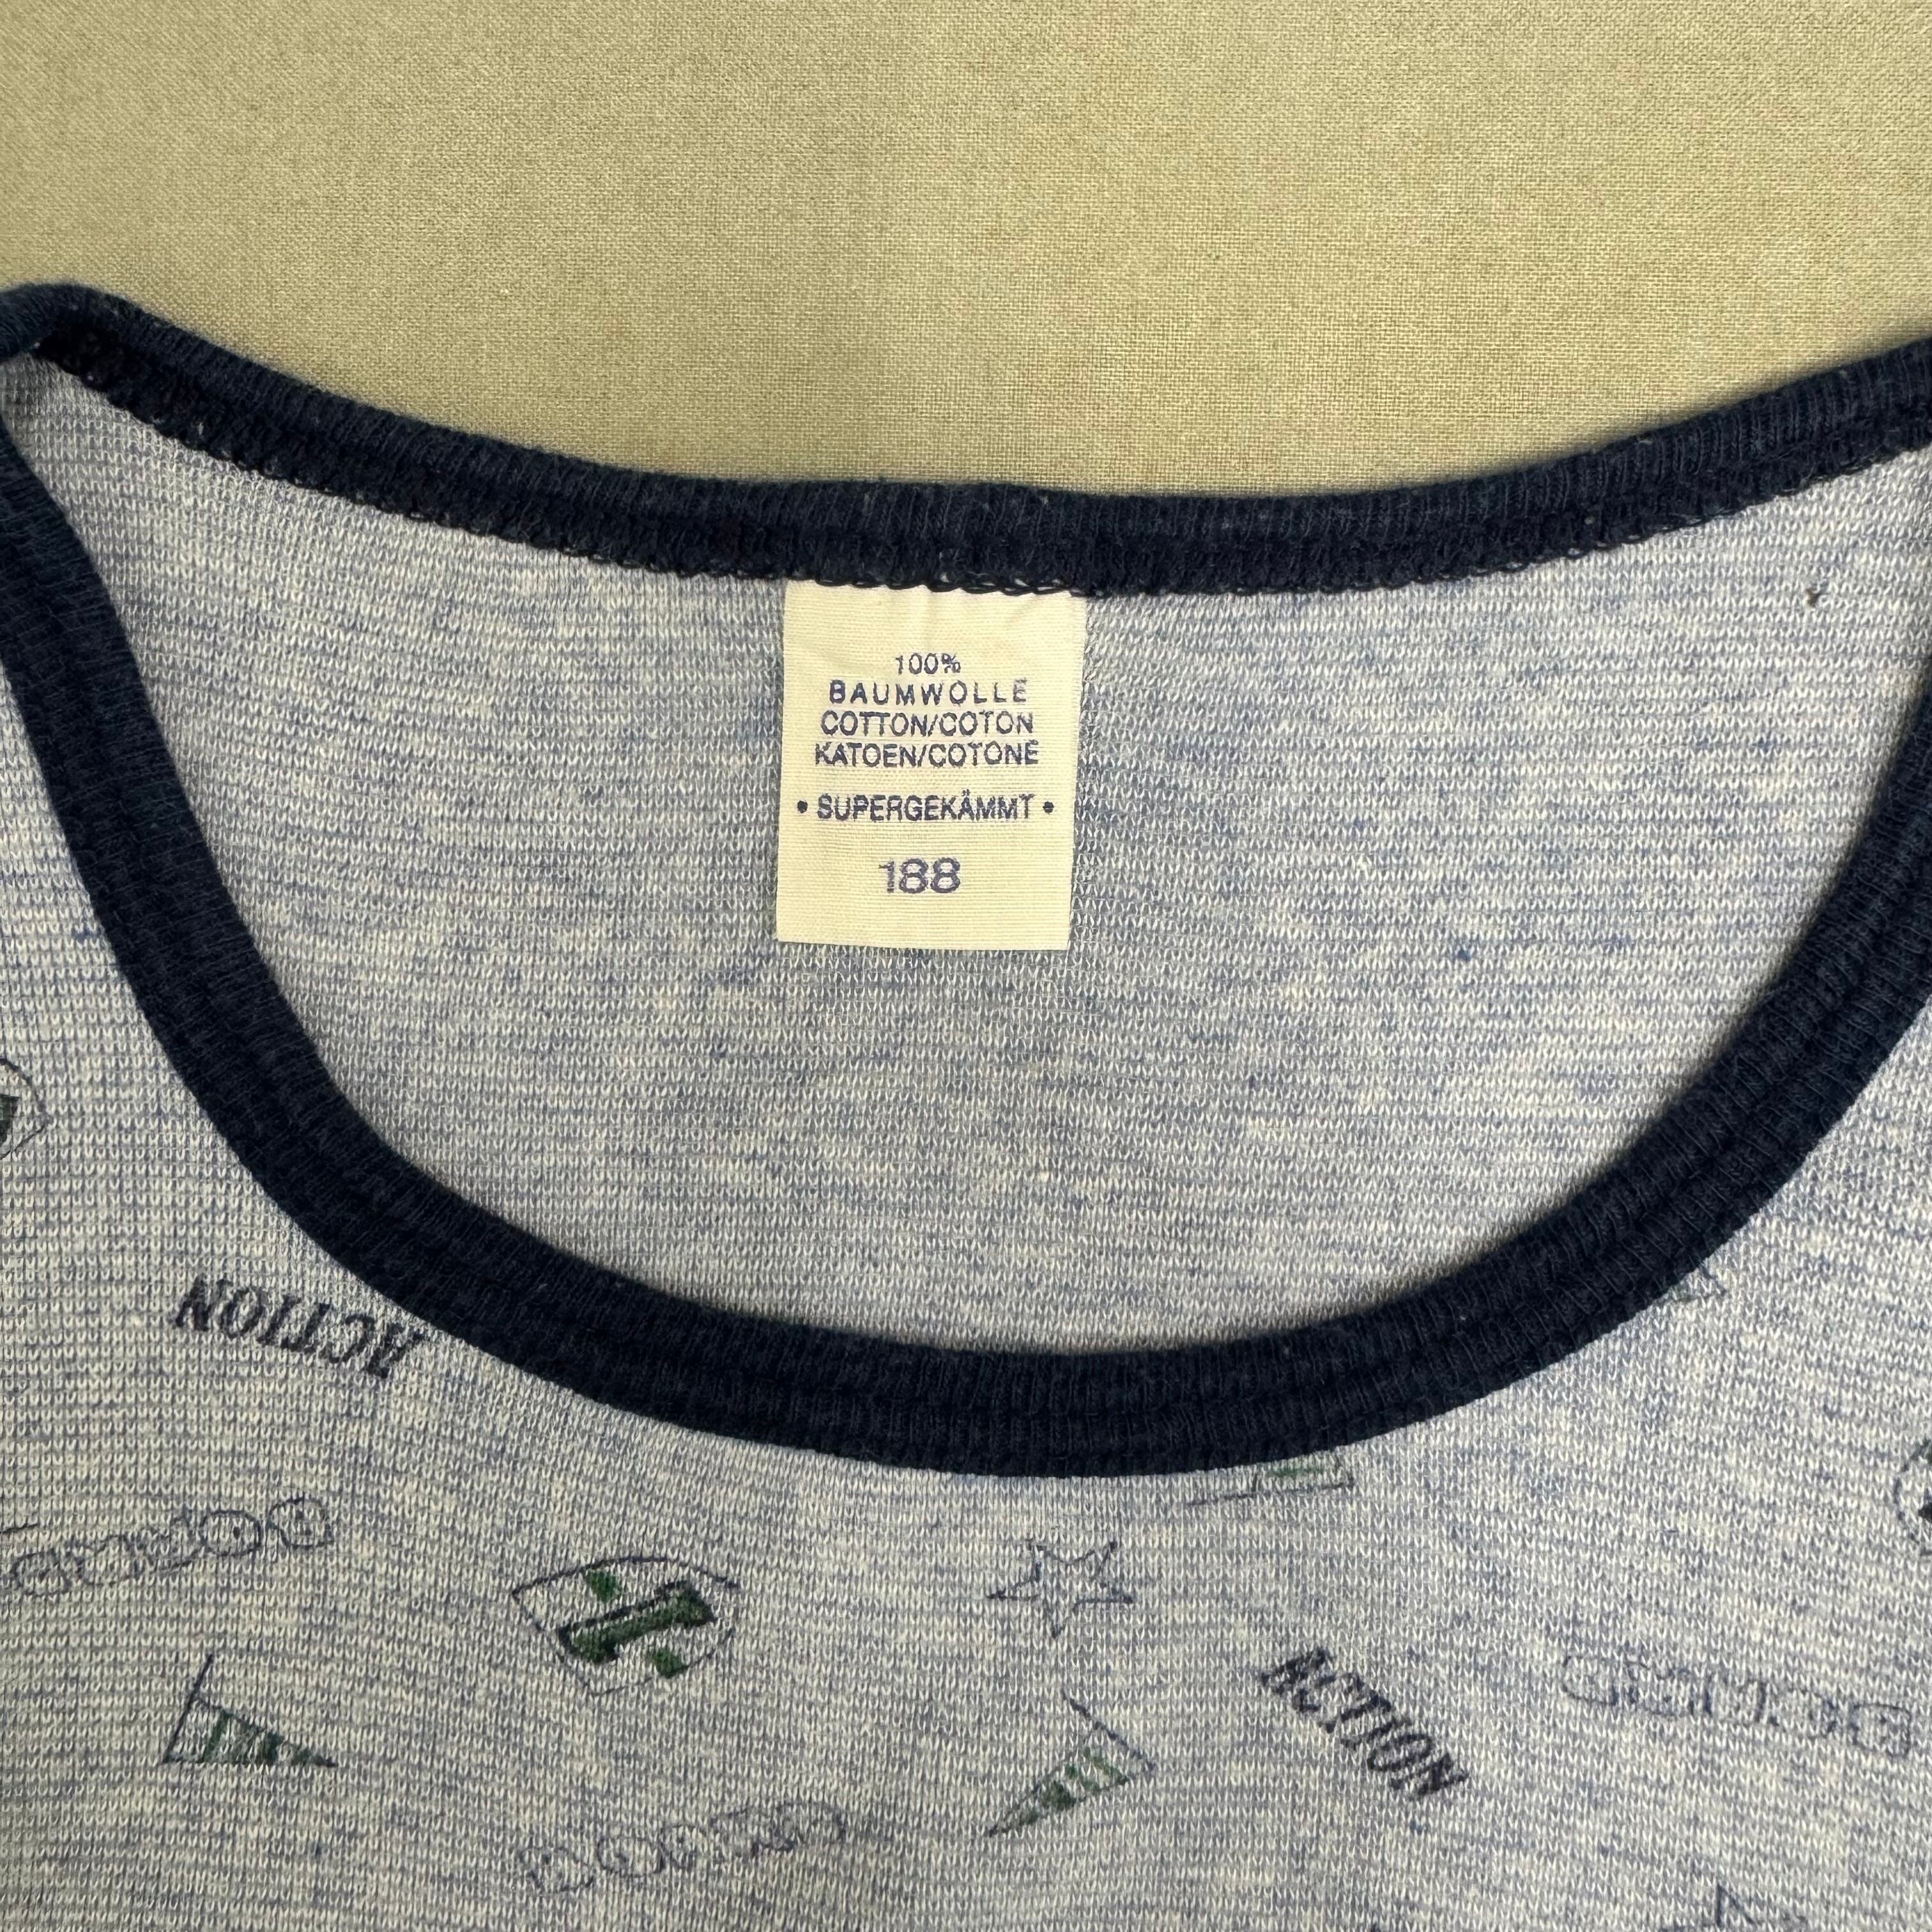 100%
BAUMWOLLE
COTTON/COTON
KATOEN/COTONE
• SUPERGEKÄMMT •
188
ACTION
ACTION